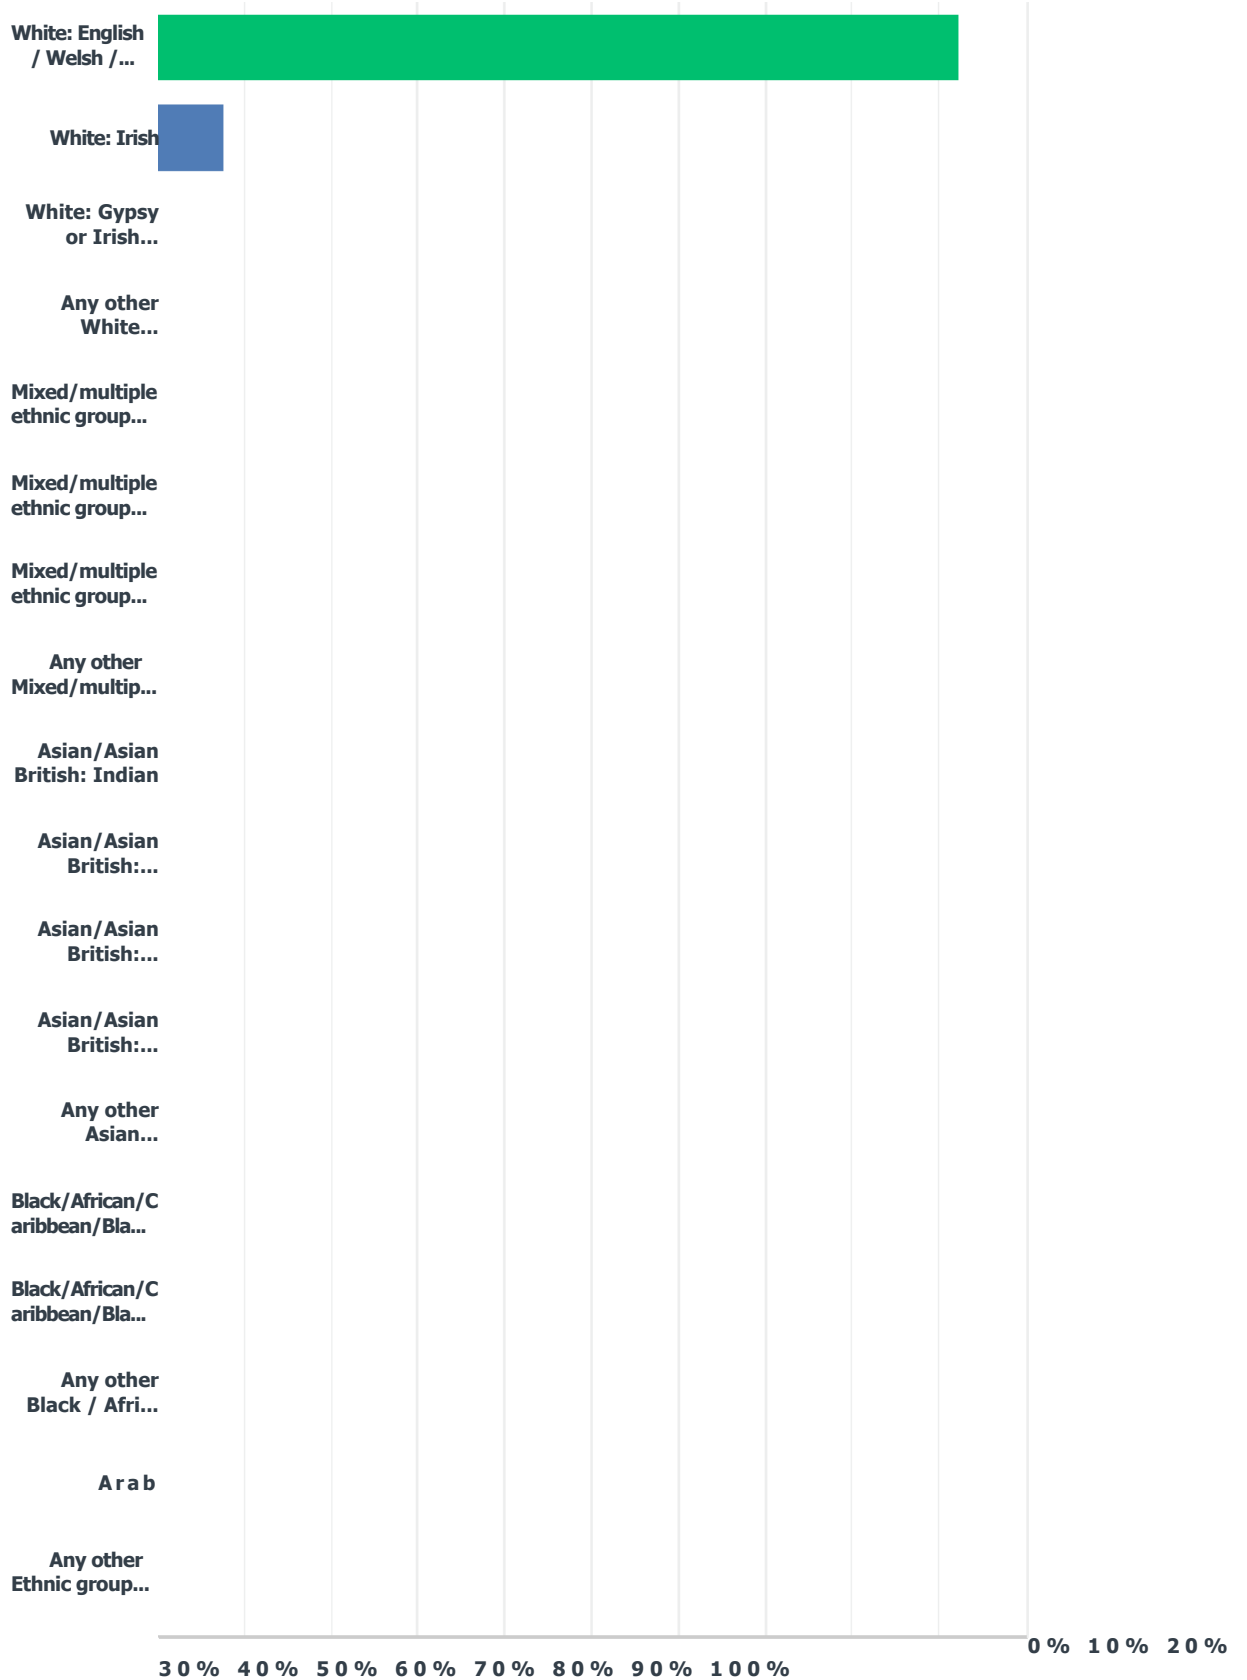 White: English
/ Welsh /...
White: Irish
White: Gypsy
or Irish...
Any other
White...
Mixed/multiple
ethnic group...
Mixed/multiple
ethnic group...
Mixed/multiple
ethnic group...
Any other
Mixed/multip...
Asian/Asian
British: Indian
Asian/Asian
British:...
Asian/Asian
British:...
Asian/Asian
British:...
Any other
Asian...
Black/African/C
aribbean/Bla...
Black/African/C
aribbean/Bla...
Any other
Black / Afri...
Arab
Any other
Ethnic group...
0% 10% 20%
30% 40% 50% 60% 70% 80% 90% 100%